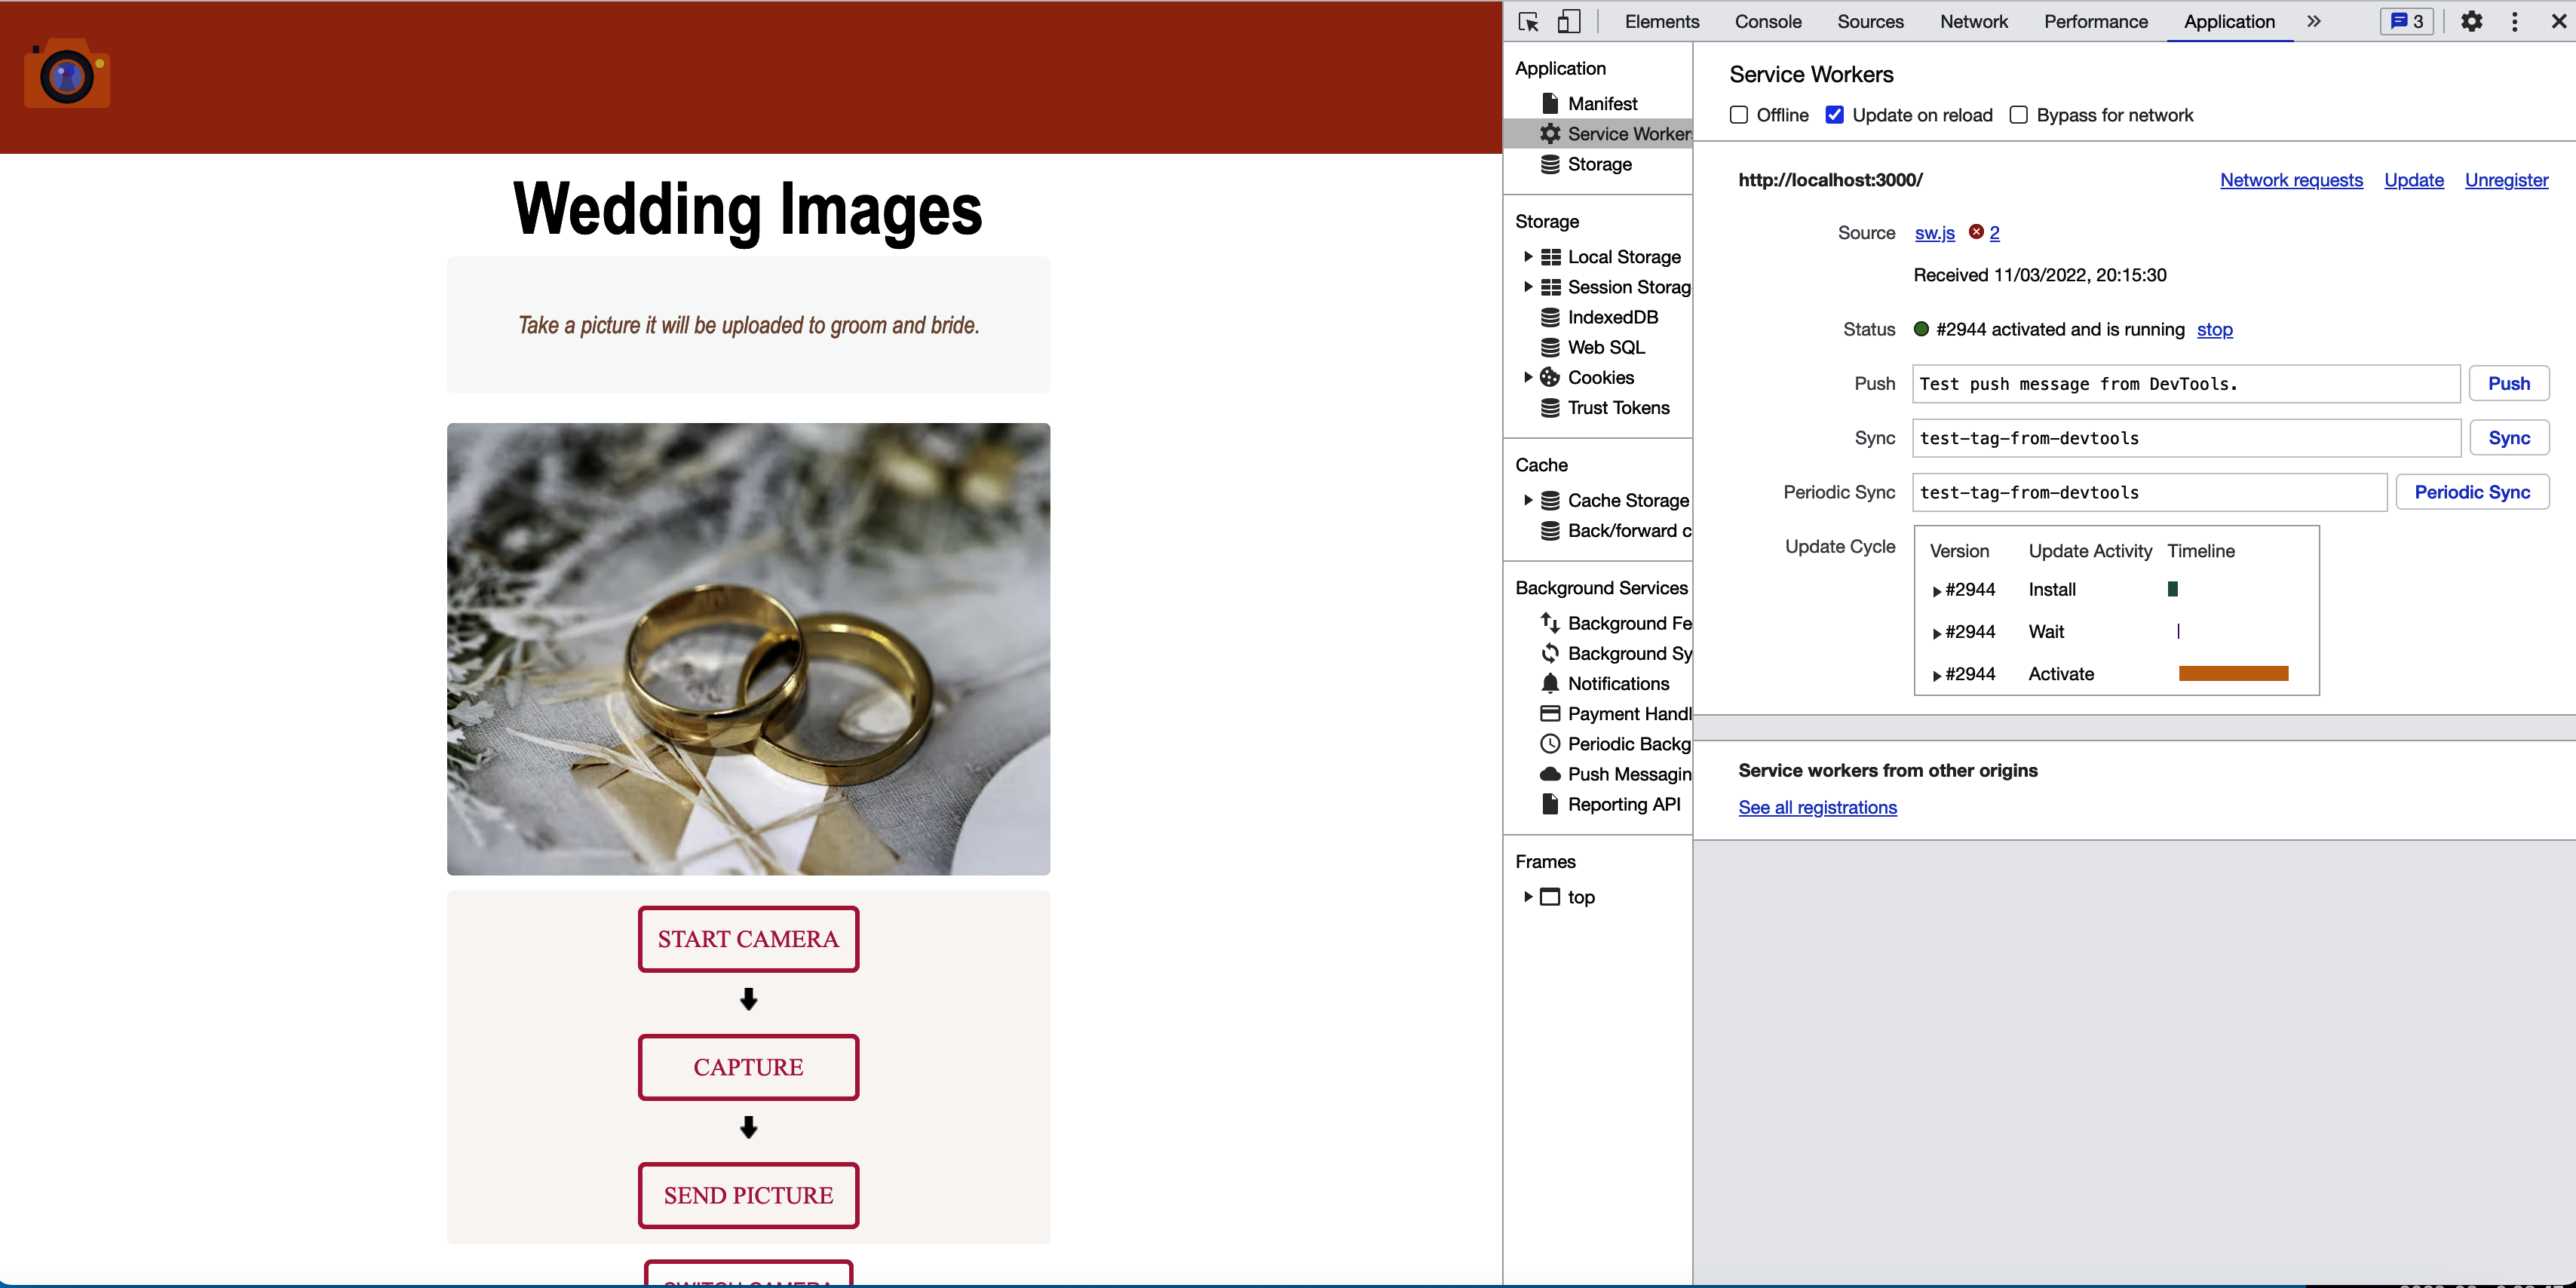 Wedding Images
Take a picture it will be uploaded to groom and bride.
START CAMERA
CAPTURE
SEND PICTURE
SWITCH CAMERA
Elements Console Sources Network Performance Application 3
Application
Manifest
Service Worker
Storage
Storage
Local Storage
Session Storag
IndexedDB
Web SQL
Cookies
Trust Tokens
Cache
Cache Storage
Back/forward c
Background Services
Background Fe
Background Sy
Notifications
Payment Handl
Periodic Backg
Push Messagin
Reporting API
Frames
top
Service Workers
Offline Update on reload Bypass for network
http://localhost:3000/ Network requests Update Unregister
Source sw.js 2
Received 11/03/2022, 20:15:30
Status #2944 activated and is running stop
Push Test push message from DevTools. Push
Sync test-tag-from-devtools Sync
Periodic Sync test-tag-from-devtools Periodic Sync
Update Cycle Version Update Activity Timeline
#2944 Install
#2944 Wait
#2944 Activate
Service workers from other origins
See all registrations